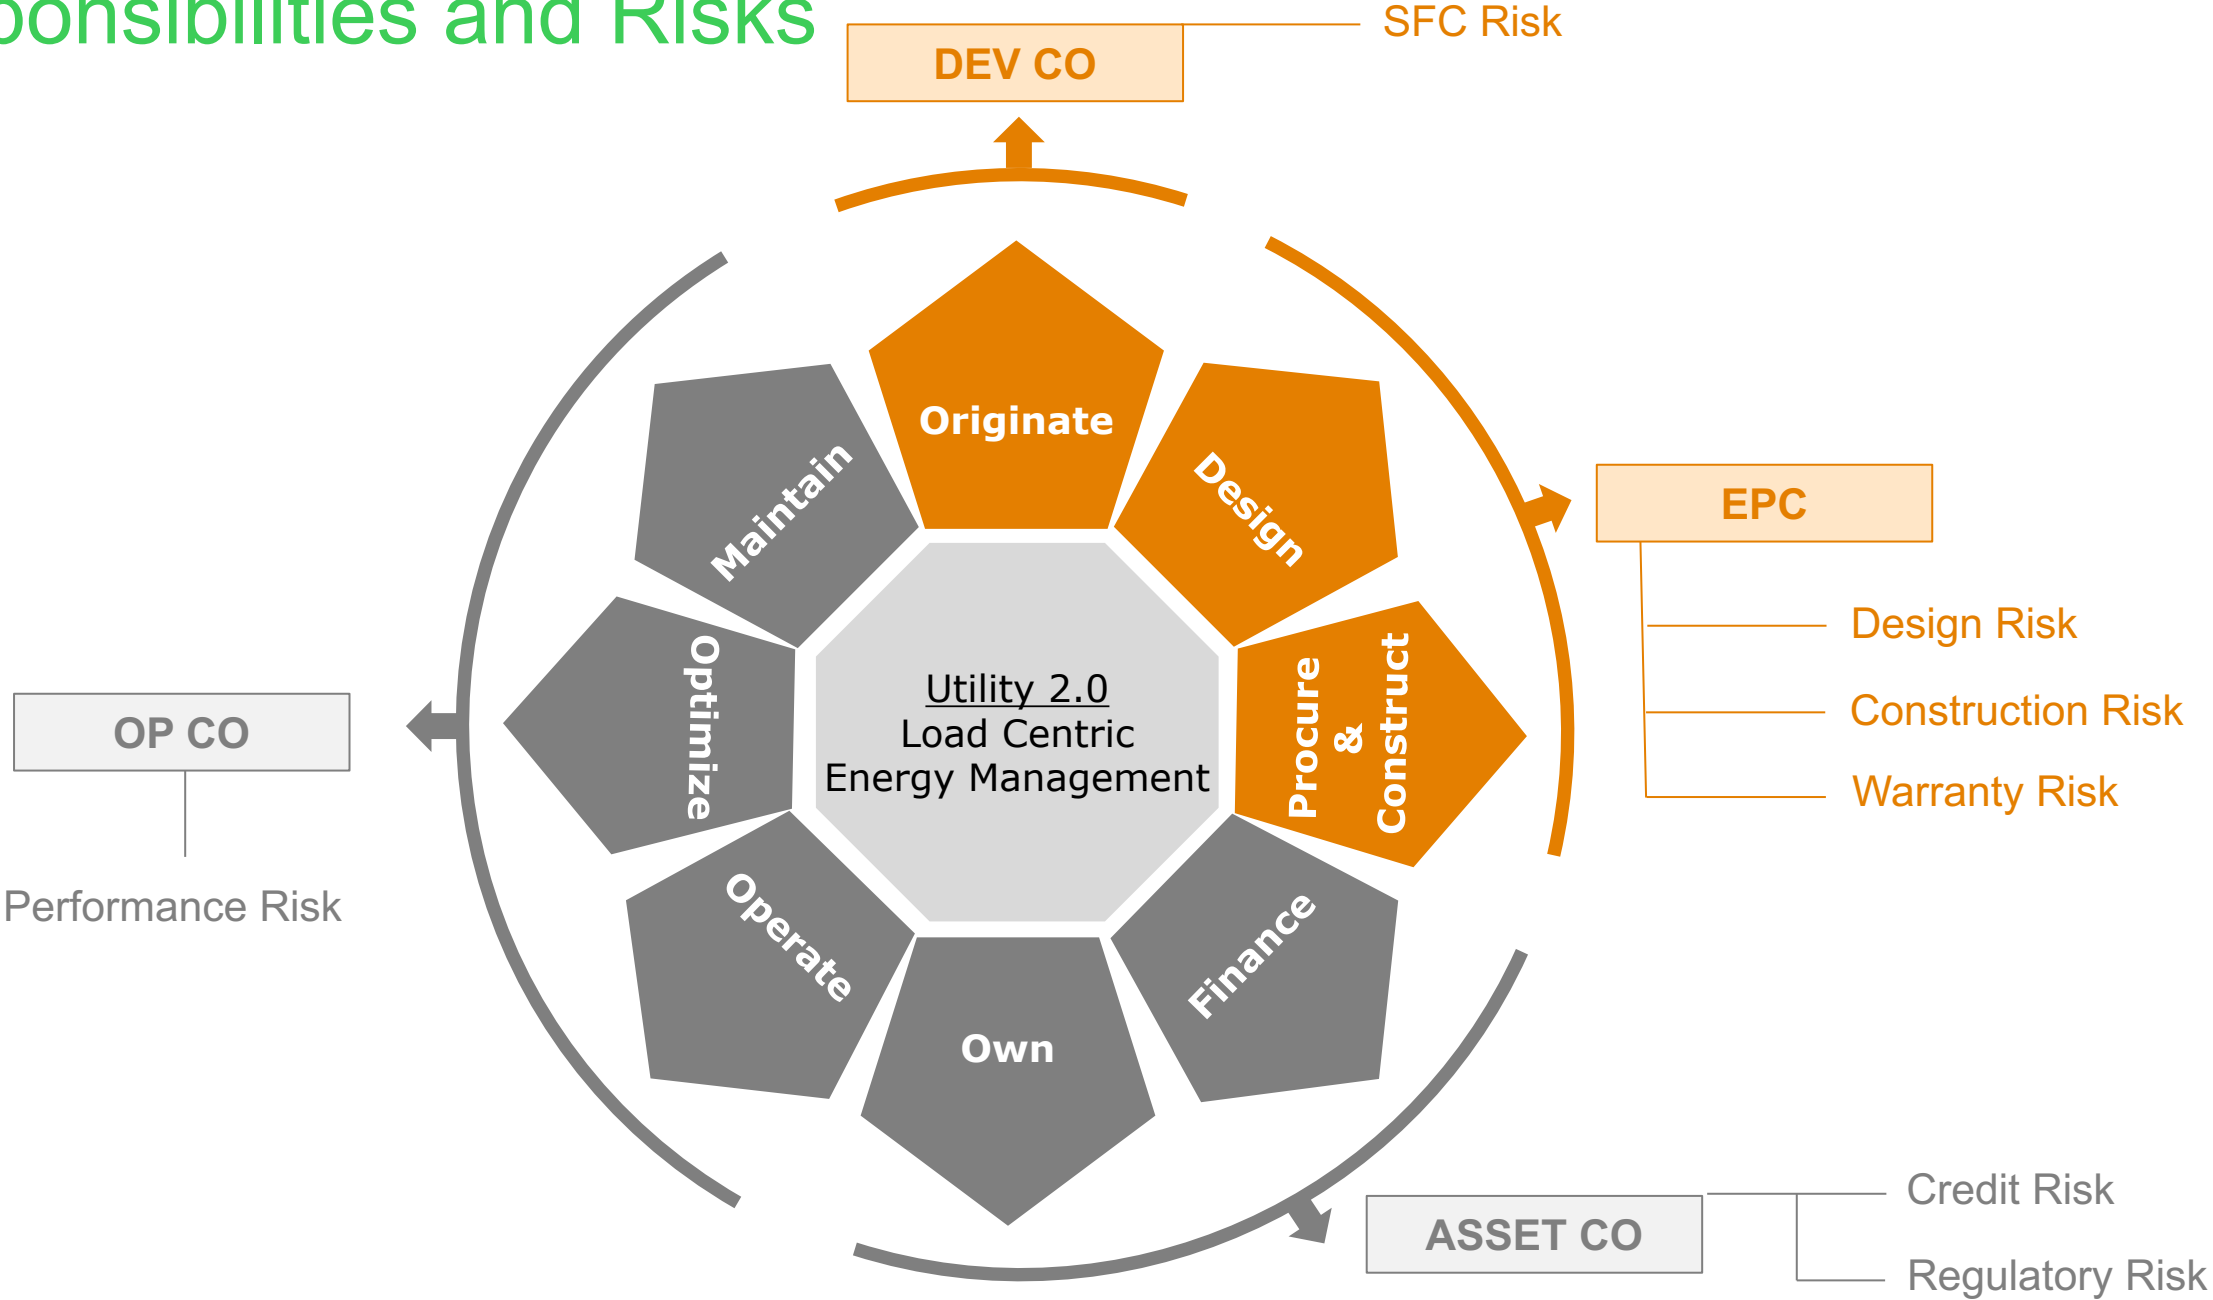 ponsibilities and Risks
SFC Risk
DEV CO
Originate
Design
Maintain
EPC
Design Risk
Construction Risk
Warranty Risk
Procure
&
Construct
Optimize
Utility 2.0
Load Centric
Energy Management
OP CO
Performance Risk
Operate
Finance
Own
ASSET CO
Credit Risk
Regulatory Risk